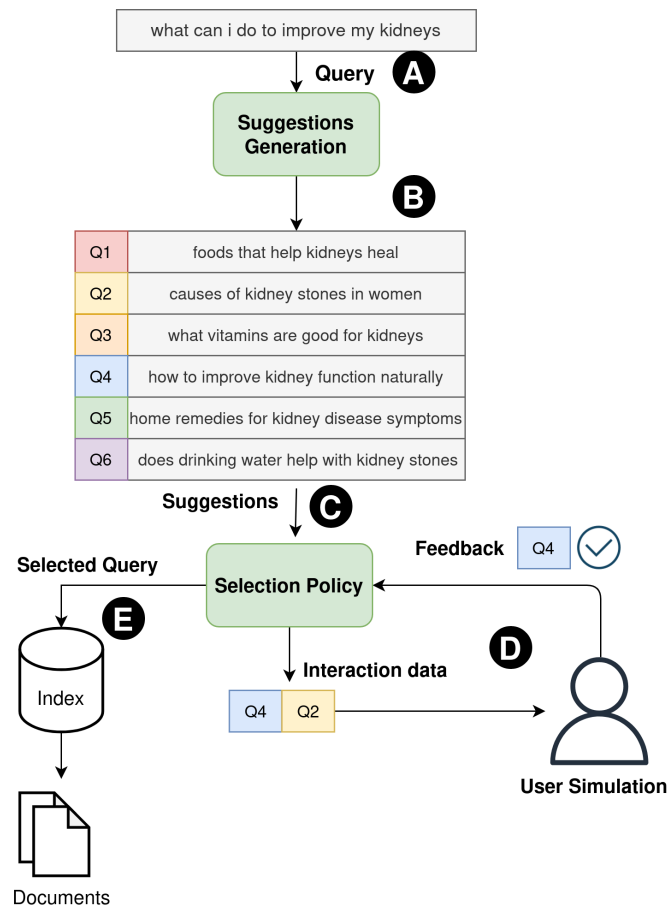 what can i do to improve my kidneys
Query
A
Suggestions
Generation
B
Q1 foods that help kidneys heal
Q2 causes of kidney stones in women
Q3 what vitamins are good for kidneys
Q4 how to improve kidney function naturally
Q5 home remedies for kidney disease symptoms
Q6 does drinking water help with kidney stones
Suggestions
C
Feedback
Q4
Selected Query
Selection Policy
E
D
Interaction data
Index
Q4 Q2
User Simulation
Documents